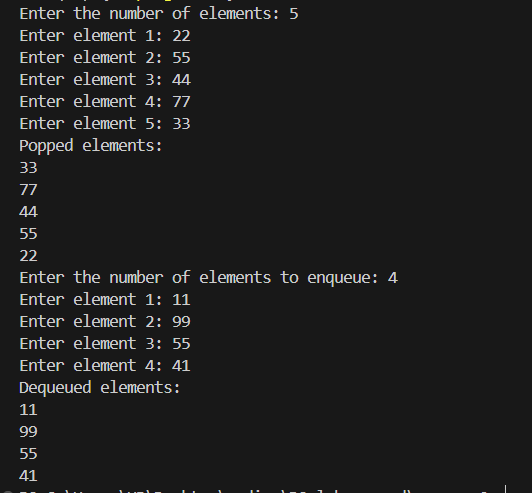 Enter the number of elements: 5
Enter element 1: 22
Enter element 2: 55
Enter element 3: 44
Enter element 4: 77
Enter element 5: 33
Popped elements:
33
77
44
55
22
Enter the number of elements to enqueue: 4
Enter element 1: 11
Enter element 2: 99
Enter element 3: 55
Enter element 4: 41
Dequeued elements:
11
99
55
41